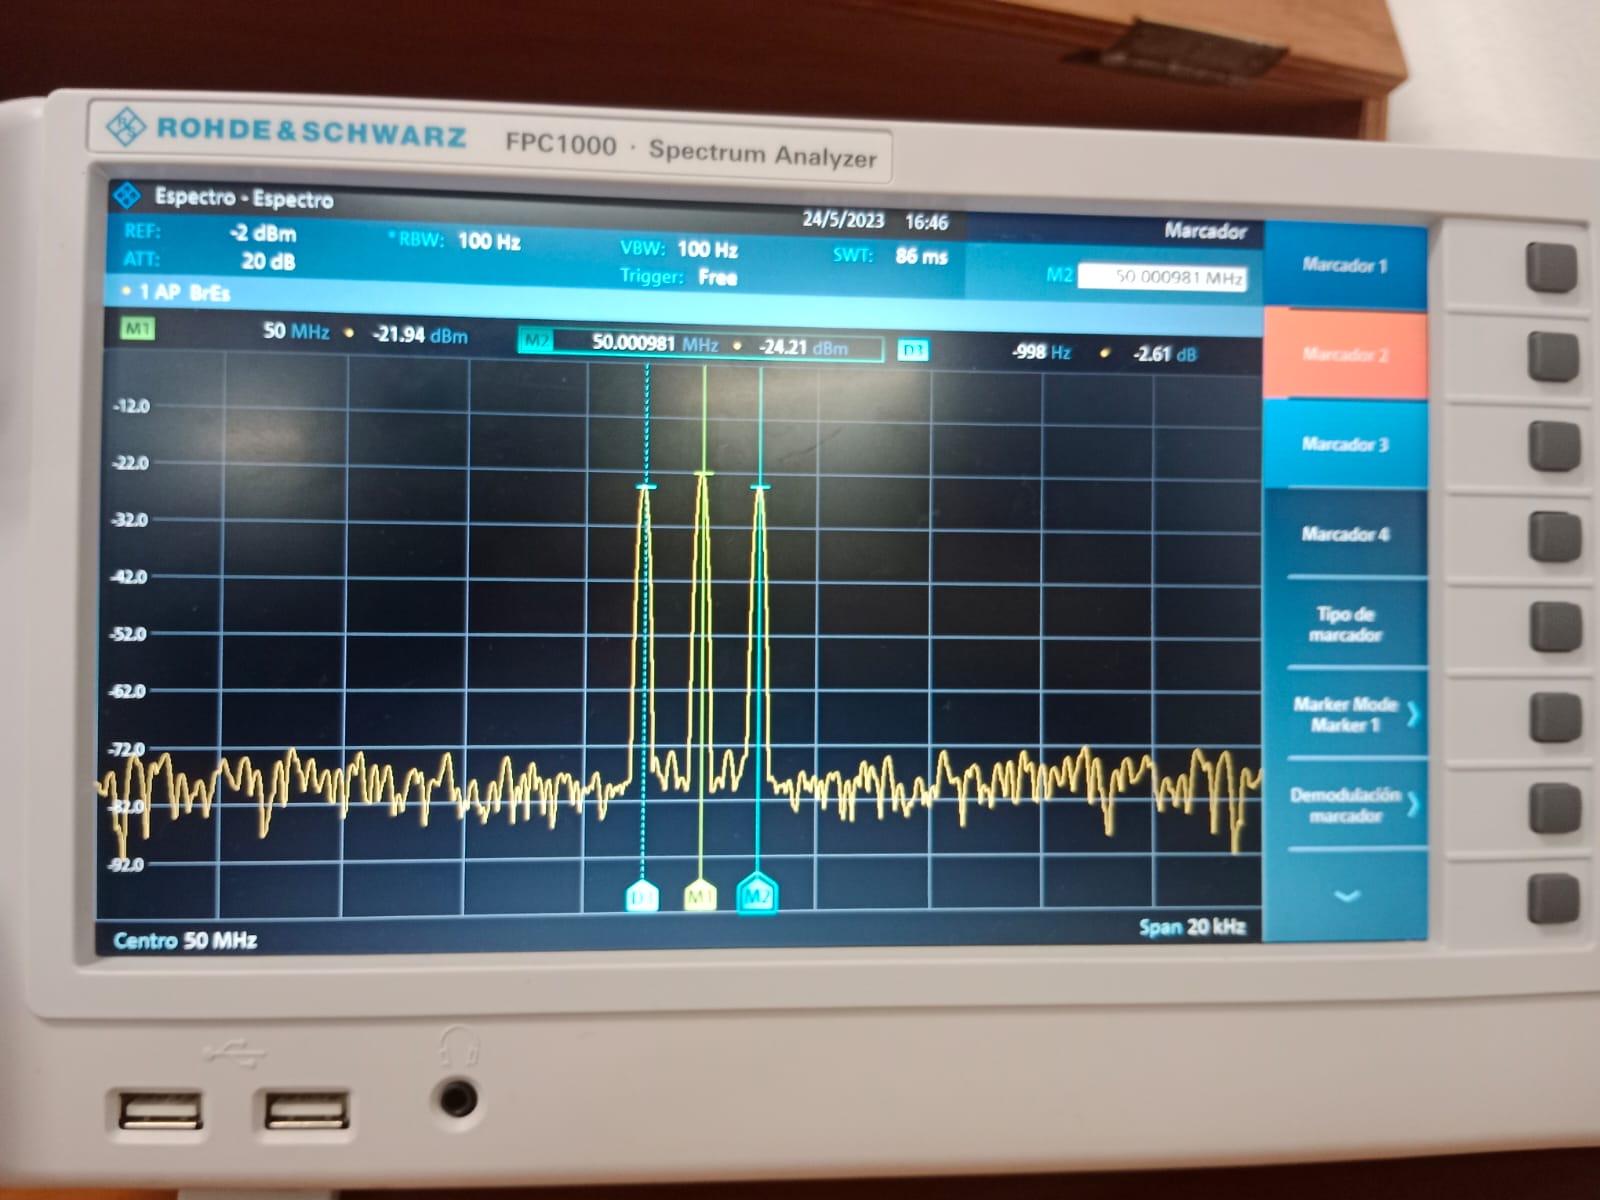 ROHDE&SCHWARZ FPC1000 · Spectrum Analyzer
Espectro - Espectro
24/5/2023 16:46
Marcador
REF: -2 dBm
*RBW: 100 Hz
VBW: 100 Hz
SWT: 86 ms
ATT: 20 dB
Trigger: Free
M2 50.000981 MHz
• 1 AP BrEs
M1 50 MHz • -21.94 dBm
M2 50.000981 MHz • -24.21 dBm
D3 -998 Hz • -2.61 dB
-12.0
-22.0
-32.0
-42.0
-52.0
-62.0
-72.0
-82.0
-92.0
D3 M1 M2
Centro 50 MHz
Span 20 kHz
Marcador 1
Marcador 2
Marcador 3
Marcador 4
Tipo de
marcador
Marker Mode
Marker 1
Demodulación
marcador